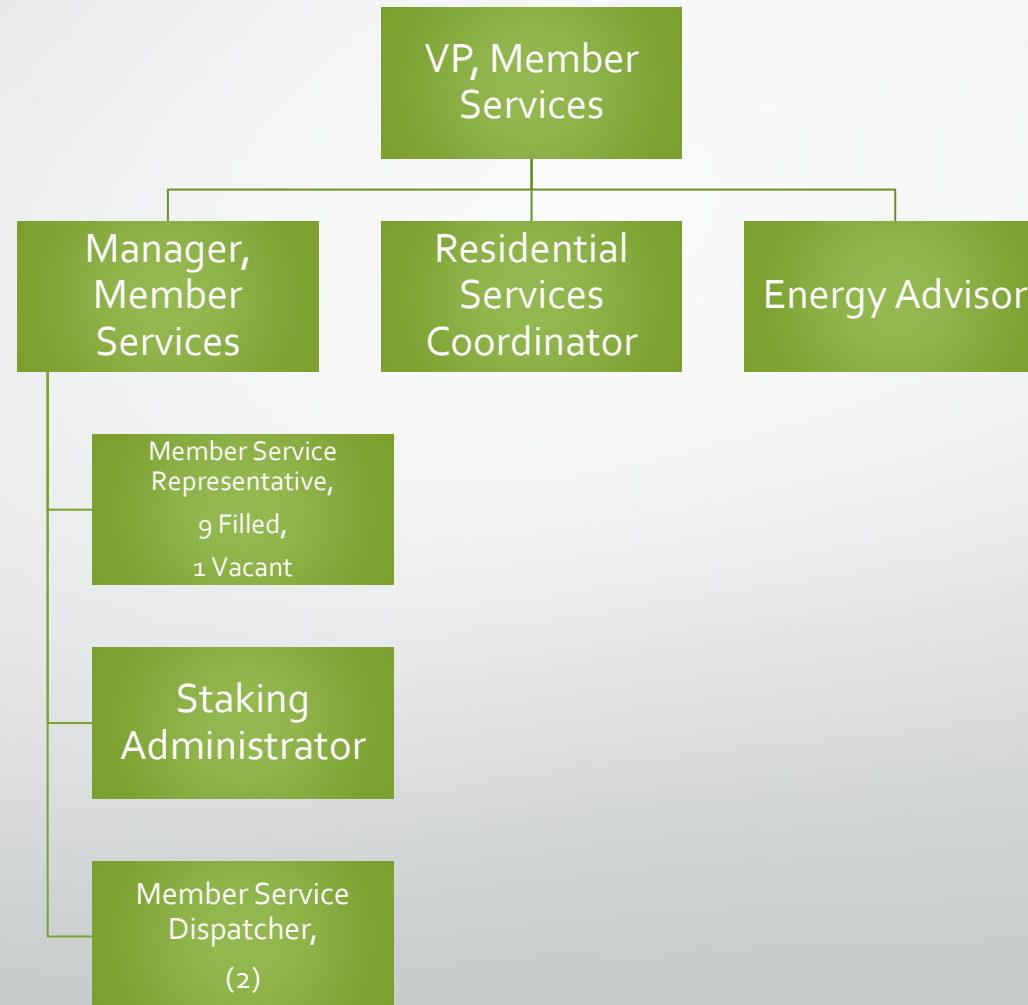 VP, Member
Services
Manager,
Member
Services
Residential
Services
Coordinator
Energy Advisor
Member Service
Representative,
9 Filled,
1 Vacant
Staking
Administrator
Member Service
Dispatcher,
(2)